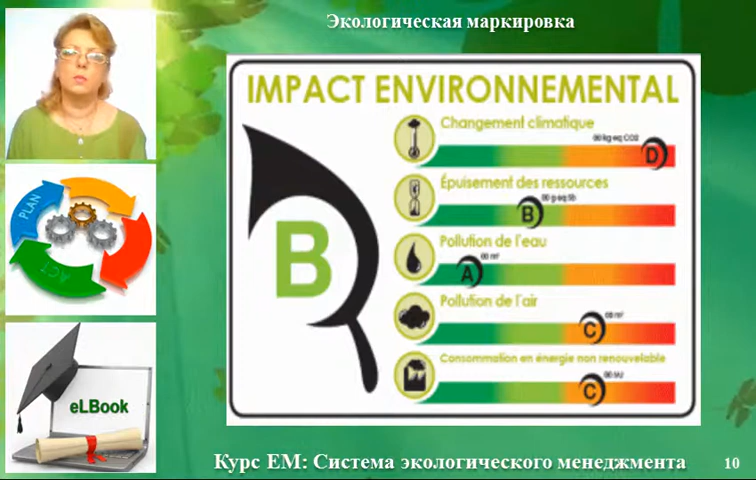 Экологическая маркировка
IMPACT ENVIRONNEMENTAL
Changement climatique
D
Épuisement des ressources
B
Pollution de l'eau
A
Pollution de l'air
C
Consommation en énergie non renouvelable
C
B
PLAN
ACT
eLBook
Курс ЕМ: Система экологического менеджмента
10